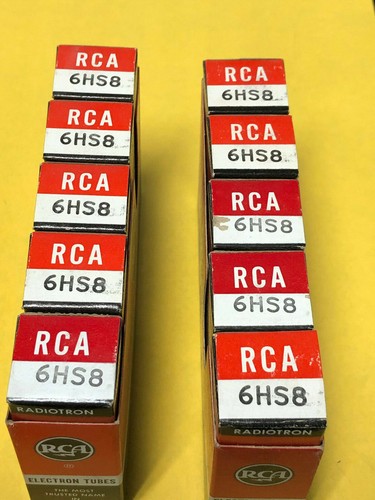 RCA
6HS8
RCA
6HS8
RCA
6HS8
RCA
6HS8
RCA
6HS8
RADIOTRON
RCA
®
ELECTRON TUBES
THE MOST
TRUSTED NAME
IN
RCA
6HS8
RCA
6HS8
RCA
6HS8
RCA
6HS8
RCA
6HS8
RADIOTRON
RCA